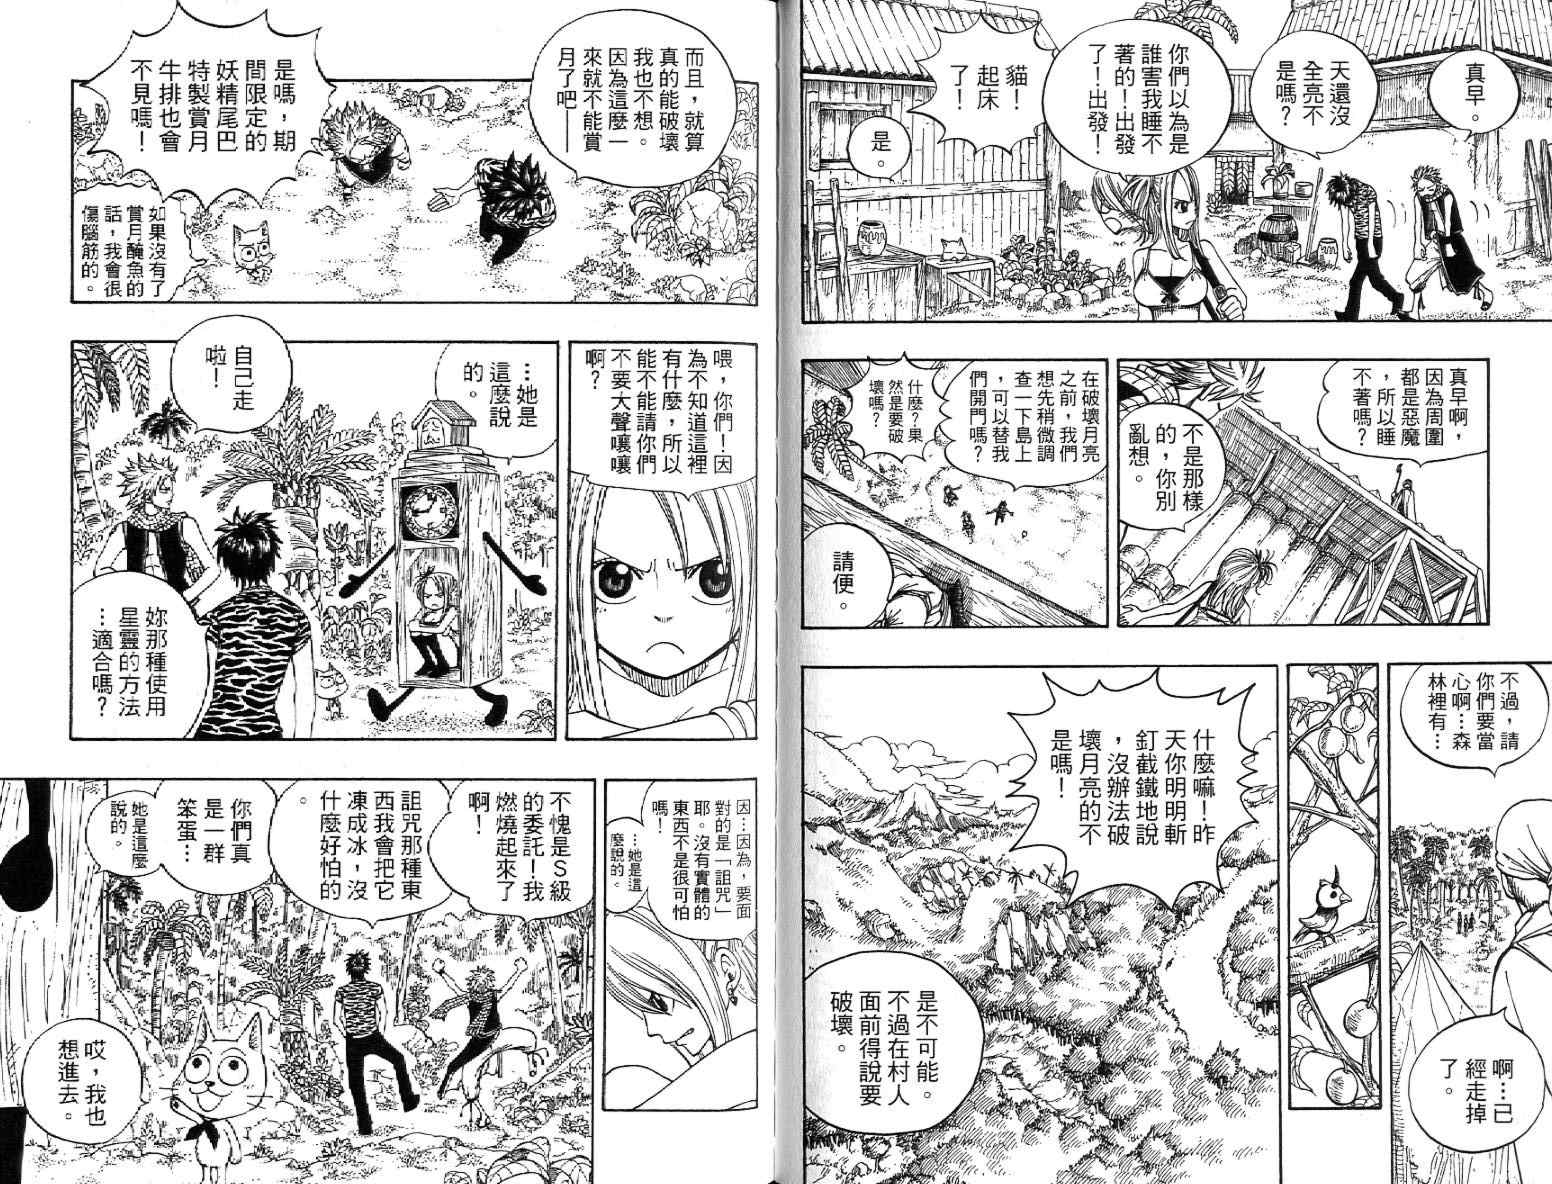 真早。
天還沒
全亮不
是嗎？
你們以為是
誰害我睡不
著的！出發
了！出發！
貓！
起床
了！
是。
真早啊，
因為周圍
都是惡魔
，所以睡
不著嗎？
不是那樣
的，你別
亂想。
在破壞月亮
之前，我們
想先稍微調
查一下島上
，可以替我
們開門嗎？
什麼？果
然是要破
壞嗎？
請便。
不過，請
你們要當
心啊…森
林裡有…
啊…已
經走掉
了。
什麼嘛！昨
天你明明斬
釘截鐵地說
，沒辦法破
壞月亮的不
是嗎！
是不可能。
不過在村人
面前得說要
破壞。
而且，就算
真的能破壞
我也不想。
因為這麼一
來就不能賞
月了吧——
是嗎，期
間限定的
妖精尾巴
特製賞月
牛排也會
不見嗎！
如果沒有了
賞月醃魚的
話，我會很
傷腦筋的。
喂，你們！因
為不知道這裡
有什麼，所以
能不能請你們
不要大聲嚷嚷
啊？
…她是
這麼說
的。
自己走
啦！
妳那種使用
星靈的方法
…適合嗎？
因…因為，要面
對的是「詛咒」
耶。沒有實體的
東西不是很可怕
嗎！
…她是這
麼說的。
不愧是Ｓ級
的委託！我
燃燒起來了
啊！
詛咒那種東
西我會把它
凍成冰，沒
什麼好怕的
。
你們真
是一群
笨蛋…
她是這麼
說的。
哎，我也
想進去。